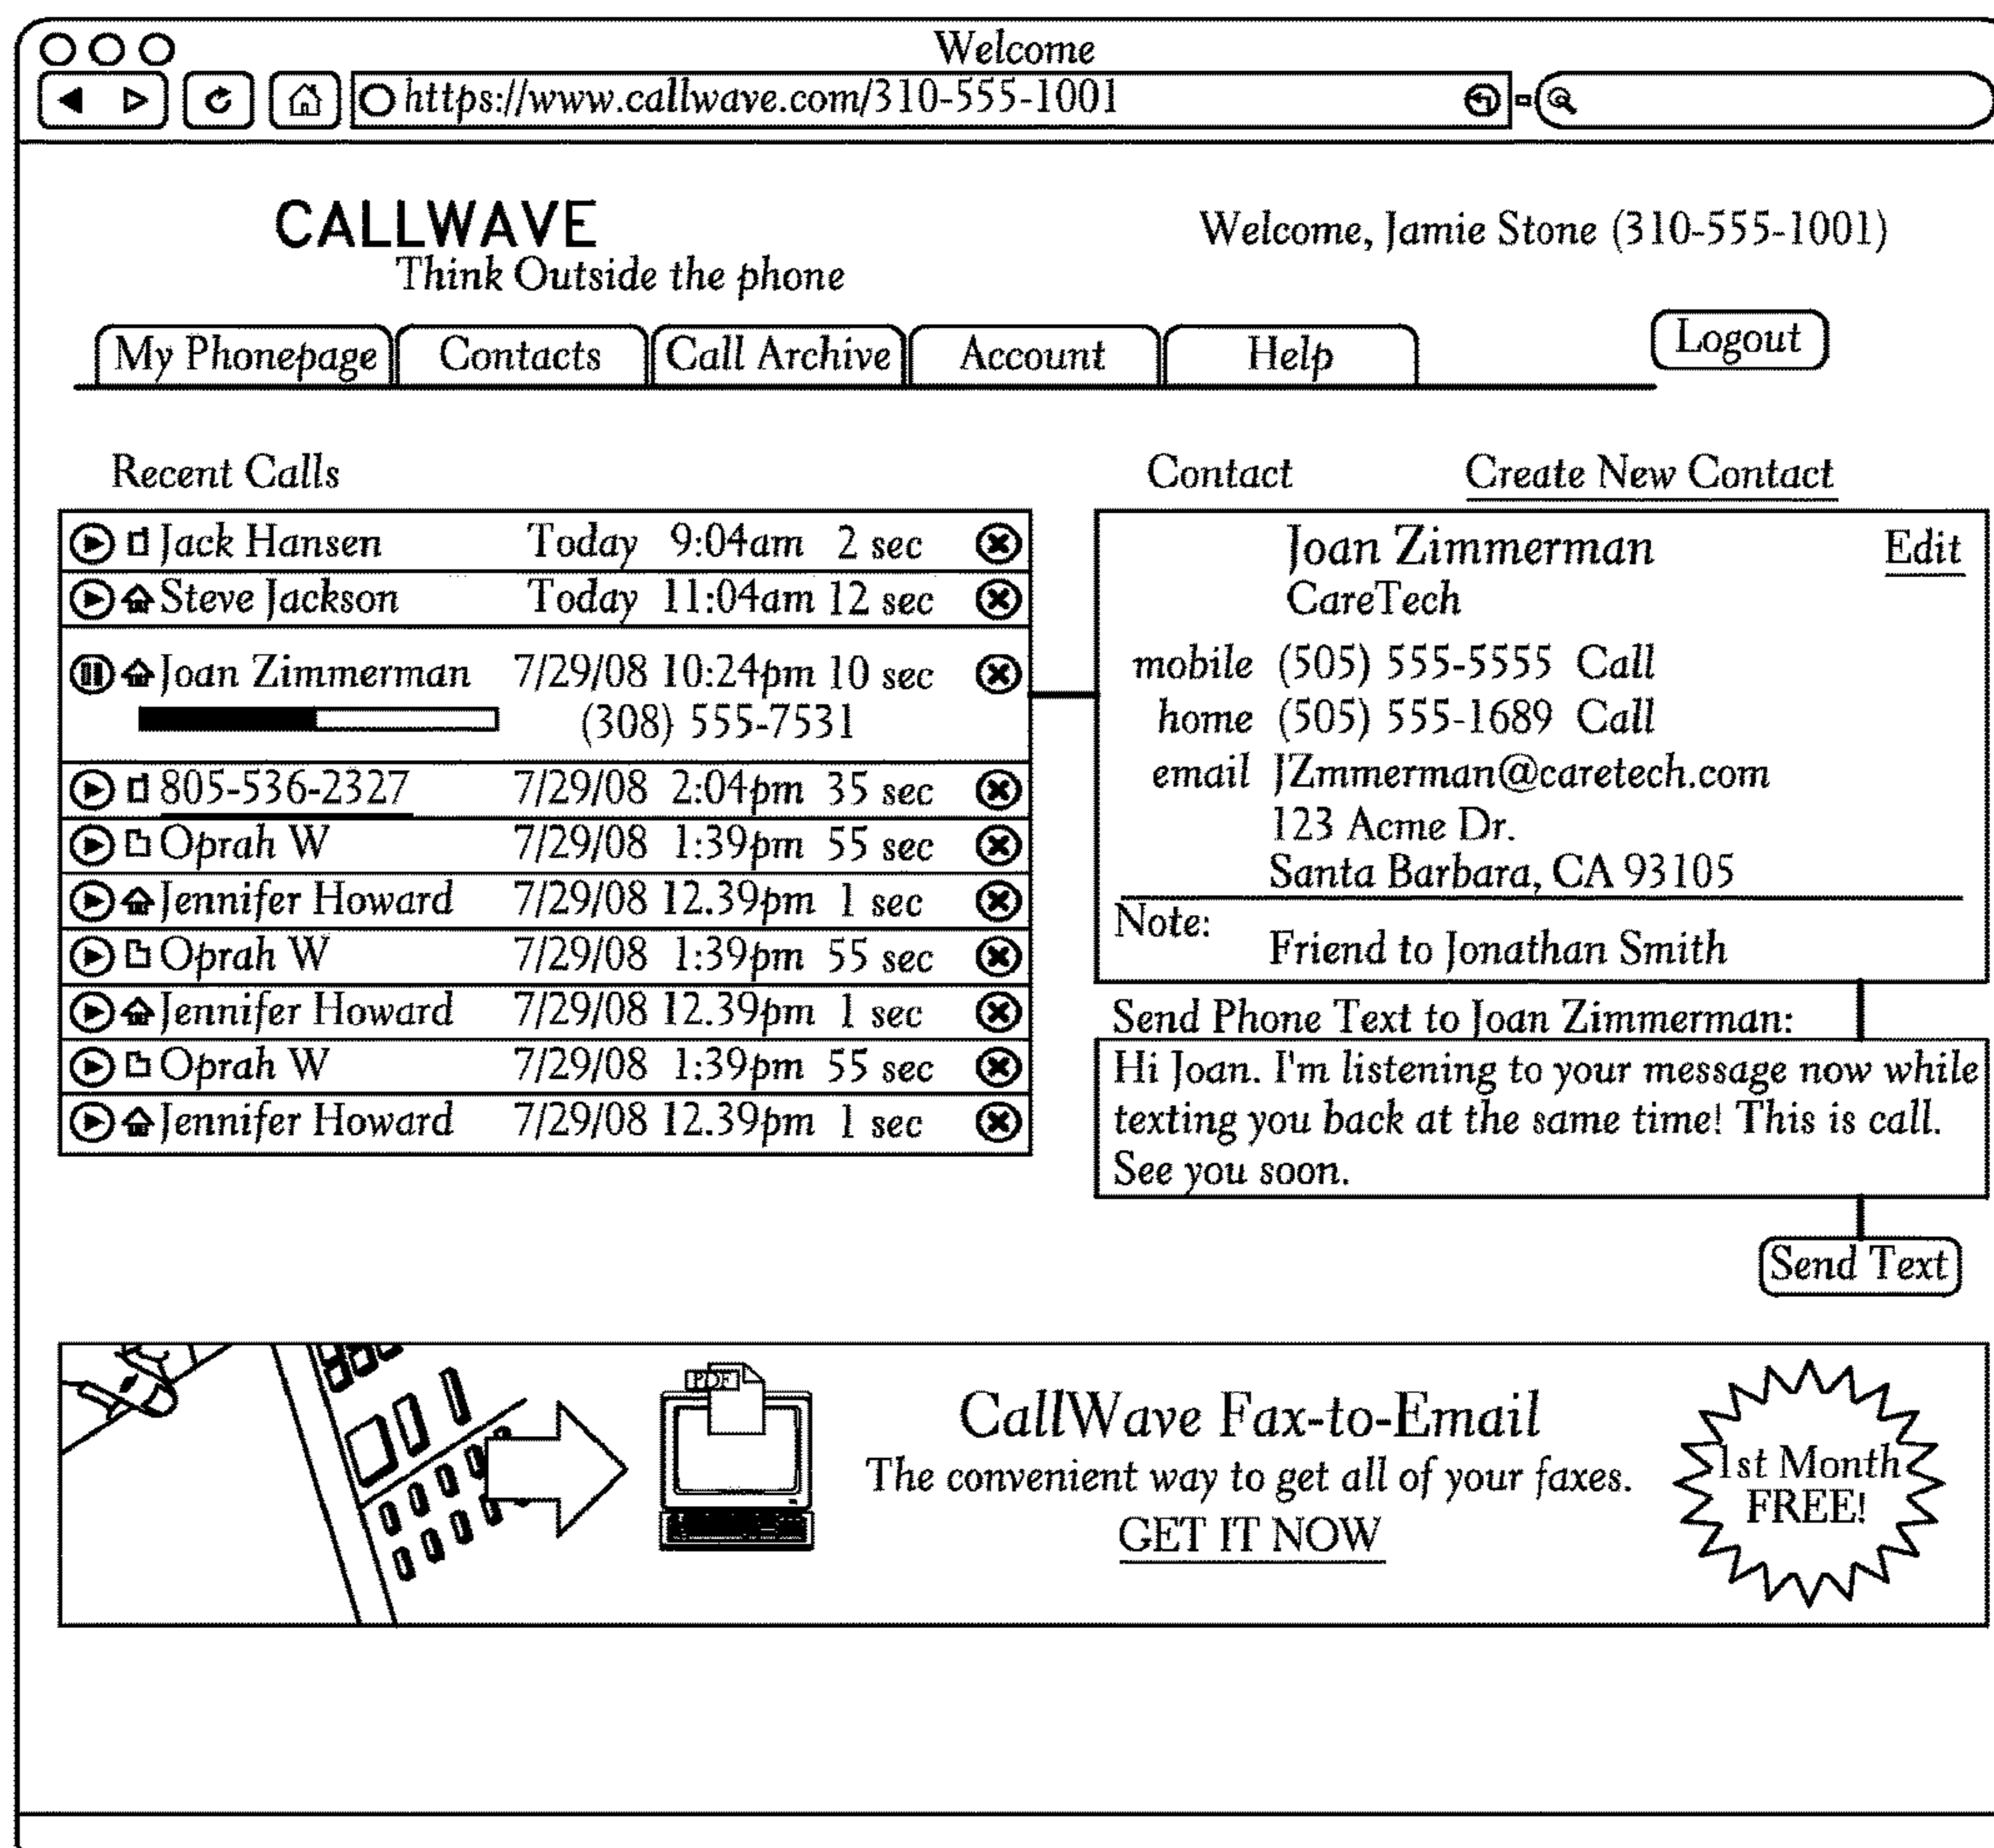 Welcome
https://www.callwave.com/310-555-1001
CALLWAVE
Think Outside the phone
Welcome, Jamie Stone (310-555-1001)
My Phonepage Contacts Call Archive Account Help Logout
Recent Calls
Jack Hansen Today 9:04am 2 sec
Steve Jackson Today 11:04am 12 sec
Joan Zimmerman 7/29/08 10:24pm 10 sec
(308) 555-7531
805-536-2327 7/29/08 2:04pm 35 sec
Oprah W 7/29/08 1:39pm 55 sec
Jennifer Howard 7/29/08 12.39pm 1 sec
Oprah W 7/29/08 1:39pm 55 sec
Jennifer Howard 7/29/08 12.39pm 1 sec
Oprah W 7/29/08 1:39pm 55 sec
Jennifer Howard 7/29/08 12.39pm 1 sec
Contact Create New Contact
Joan Zimmerman Edit
CareTech
mobile (505) 555-5555 Call
home (505) 555-1689 Call
email JZmmerman@caretech.com
123 Acme Dr.
Santa Barbara, CA 93105
Note:
Friend to Jonathan Smith
Send Phone Text to Joan Zimmerman:
Hi Joan. I'm listening to your message now while
texting you back at the same time! This is call.
See you soon.
Send Text
PDF
CallWave Fax-to-Email
The convenient way to get all of your faxes.
GET IT NOW
1st Month
FREE!